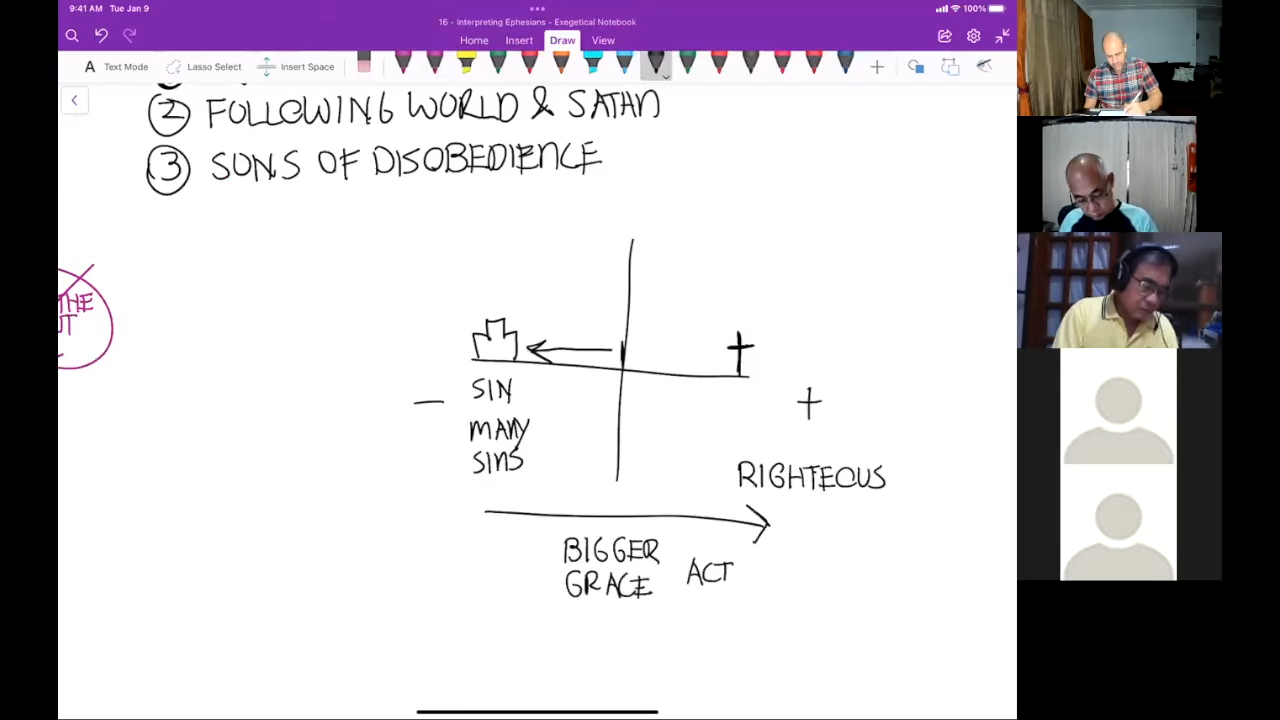 9:41 AM Tue Jan 9
100%
16 - Interpreting Ephesians - Exegetical Notebook
Home Insert Draw View
A Text Mode Lasso Select Insert Space
2 FOLLOWING WORLD & SATAN
3 SONS OF DISOBEDIENCE
THE
SIN
MANY
SINS
RIGHTEOUS
BIGGER
GRACE ACT